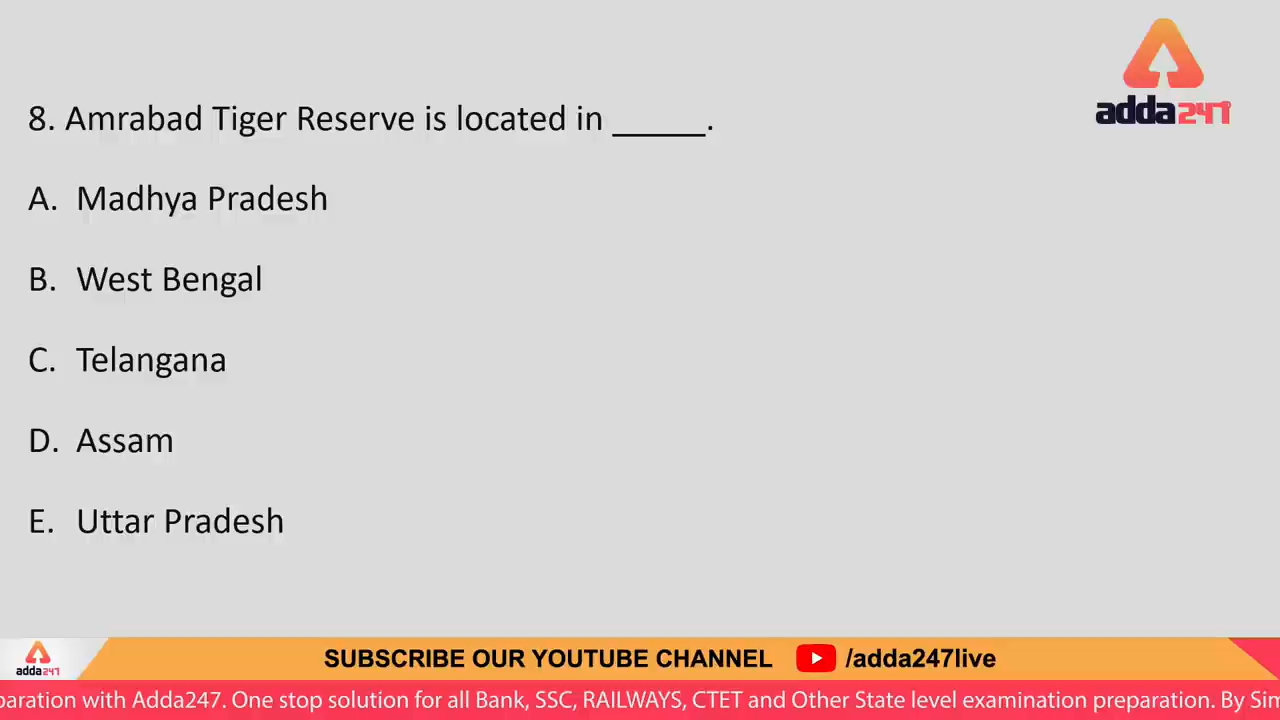 adda247
8. Amrabad Tiger Reserve is located in _____.
A. Madhya Pradesh
B. West Bengal
C. Telangana
D. Assam
E. Uttar Pradesh
adda247
SUBSCRIBE OUR YOUTUBE CHANNEL /adda247live
paration with Adda247. One stop solution for all Bank, SSC, RAILWAYS, CTET and Other State level examination preparation. By Sim